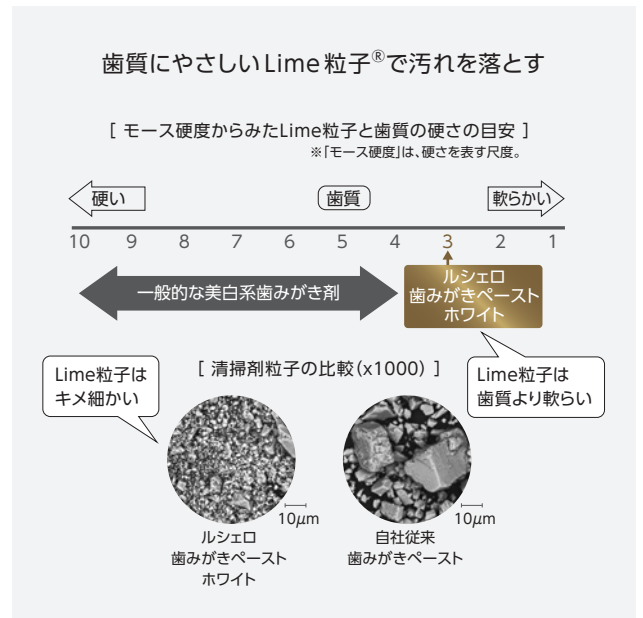 歯質にやさしいLime粒子®で汚れを落とす
[ モース硬度からみたLime粒子と歯質の硬さの目安 ]
※「モース硬度」は、硬さを表す尺度。
硬い
歯質
軟らかい
10 9 8 7 6 5 4 3 2 1
一般的な美白系歯みがき剤
ルシェロ
歯みがきペースト
ホワイト
[ 清掃剤粒子の比較(x1000) ]
Lime粒子は
キメ細かい
Lime粒子は
歯質より軟らい
10μm
10μm
ルシェロ
歯みがきペースト
ホワイト
自社従来
歯みがきペースト